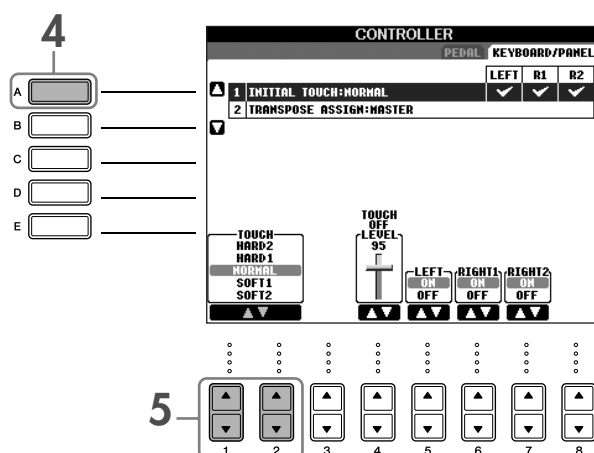 4
CONTROLLER
PEDAL KEYBOARD/PANEL
LEFT R1 R2
A
1 INITIAL TOUCH:NORMAL
B
2 TRANSPOSE ASSIGN:MASTER
C
D
E
TOUCH
HARD2
HARD1
NORMAL
SOFT1
SOFT2
TOUCH
OFF
LEVEL
95
LEFT
ON
OFF
RIGHT1
ON
OFF
RIGHT2
ON
OFF
5
1 2 3 4 5 6 7 8